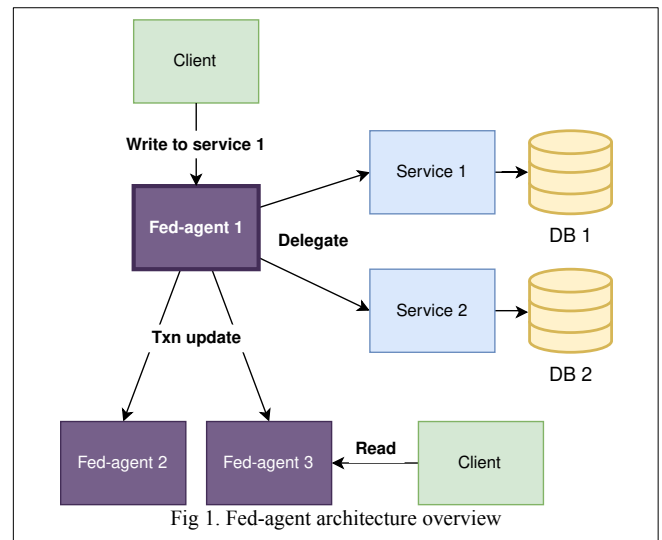 Client
Write to service 1
Service 1
Fed-agent 1
DB 1
Delegate
Service 2
Txn update
DB 2
Read
Fed-agent 2
Fed-agent 3
Client
Fig 1. Fed-agent architecture overview